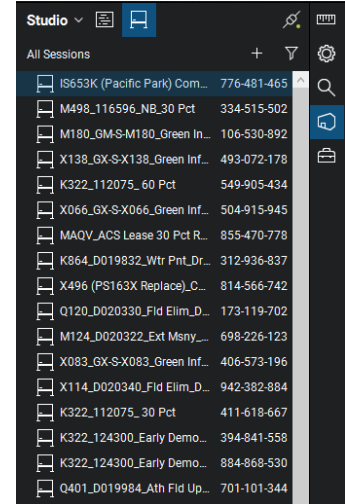 Studio
All Sessions
IS653K (Pacific Park) Com... 776-481-465
M498_116596_NB_30 Pct 334-515-502
M180_GM-S-M180_Green In... 106-530-892
X138_GX-S-X138_Green Inf... 493-072-178
K322_112075_ 60 Pct 549-905-434
X066_GX-S-X066_Green Inf... 504-915-945
MAQV_ACS Lease 30 Pct R... 855-470-778
K864_D019832_Wtr Pnt_Dr... 312-936-837
X496 (PS163X Replace)_C... 814-566-742
Q120_D020330_Fld Elim_D... 173-119-702
M124_D020322_Ext Msny_... 698-226-123
X083_GX-S-X083_Green Inf... 406-573-196
X114_D020340_Fld Elim_D... 942-382-884
K322_112075_ 30 Pct 411-618-667
K322_124300_Early Demo... 394-841-558
K322_124300_Early Demo... 884-868-530
Q401_D019984_Ath Fld Up... 701-101-344